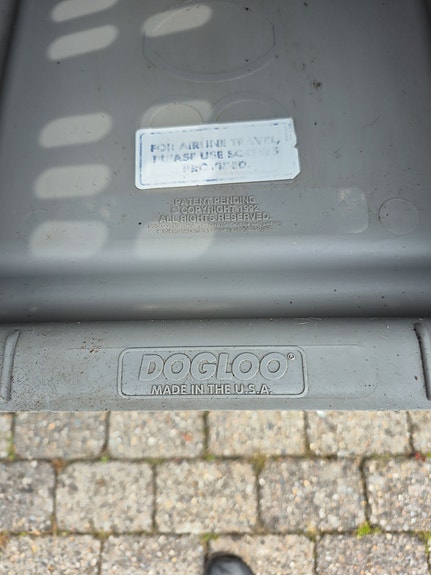 FOR AIRLINE TRAVEL,
PLEASE USE SCREWS
PROVIDED.
PATENT PENDING
© COPYRIGHT 1992
ALL RIGHTS RESERVED
DOGLOO®
MADE IN THE U.S.A.